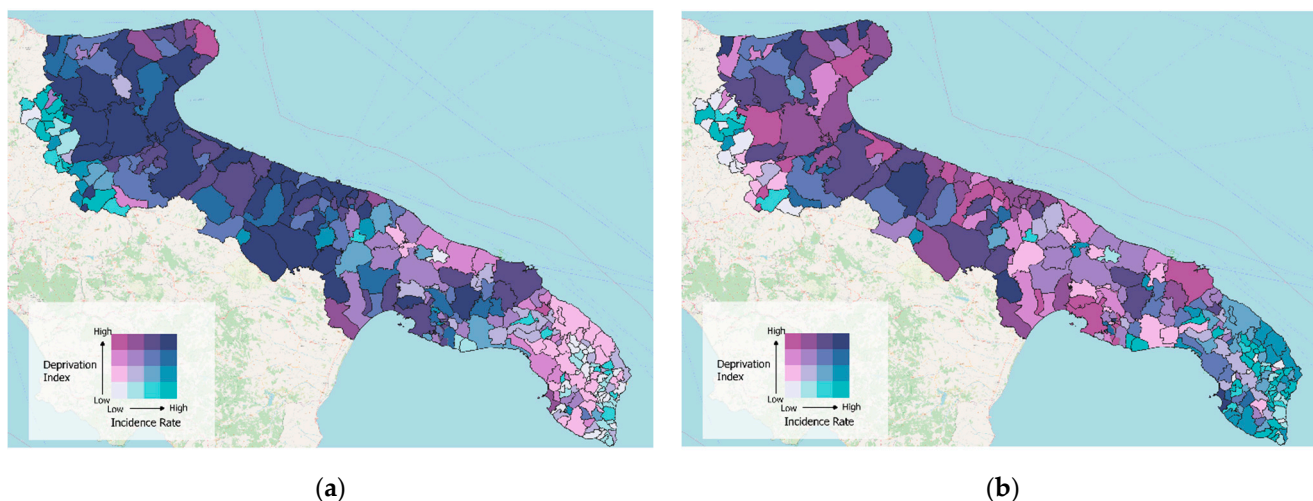 High
Deprivation
Index
Low
Low
High
Incidence Rate
High
Deprivation
Index
Low
Low
High
Incidence Rate
(a)
(b)